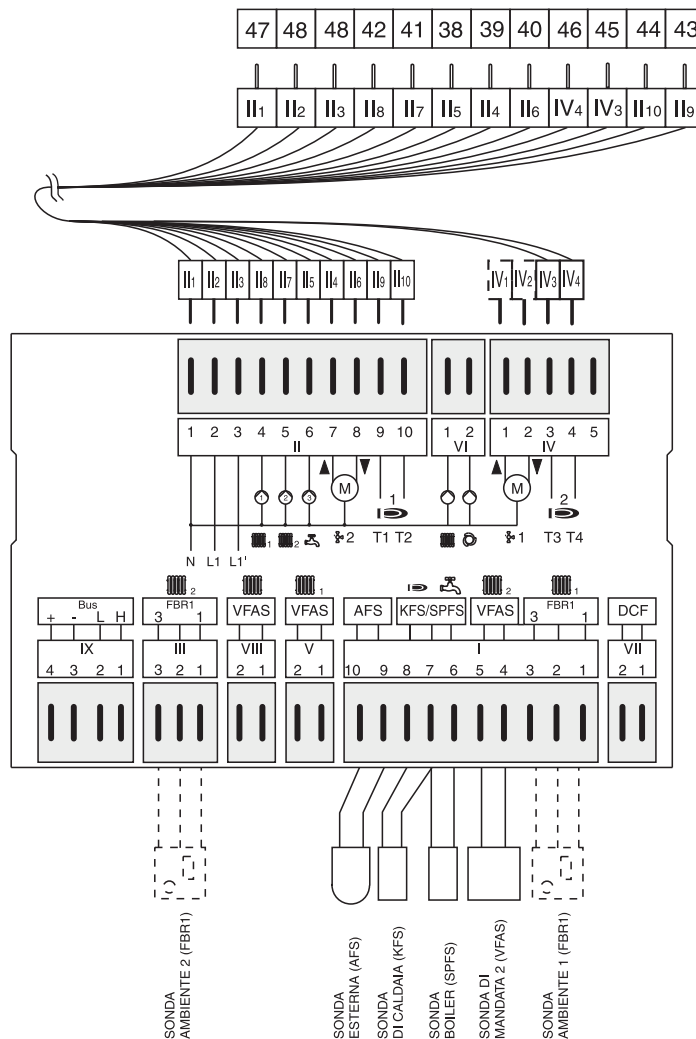 47 48 48 42 41 38 39 40 46 45 44 43
II1 II2 II3 II8 II7 II5 II4 II6 IV4 IV3 II10 II9
II1 II2 II3 II8 II7 II5 II4 II6 II9 II10 IV1 IV2 IV3 IV4
1 2 3 4 5 6 7 8 9 10 1 2 1 2 3 4 5
II VI IV
M 1 M 2
1 2 3
1 2 2 T1 T2 1 T3 T4
N L1 L1'
2 1 2 1
Bus FBR1 VFAS VFAS AFS KFS/SPFS VFAS FBR1 DCF
+ - L H 3 1 3 1
IX III VIII V I VII
4 3 2 1 3 2 1 2 1 2 1 10 9 8 7 6 5 4 3 2 1 2 1
SONDA
AMBIENTE 2 (FBR1)
SONDA
ESTERNA (AFS)
SONDA
DI CALDAIA (KFS)
SONDA
BOILER (SPFS)
SONDA DI
MANDATA 2 (VFAS)
SONDA
AMBIENTE 1 (FBR1)